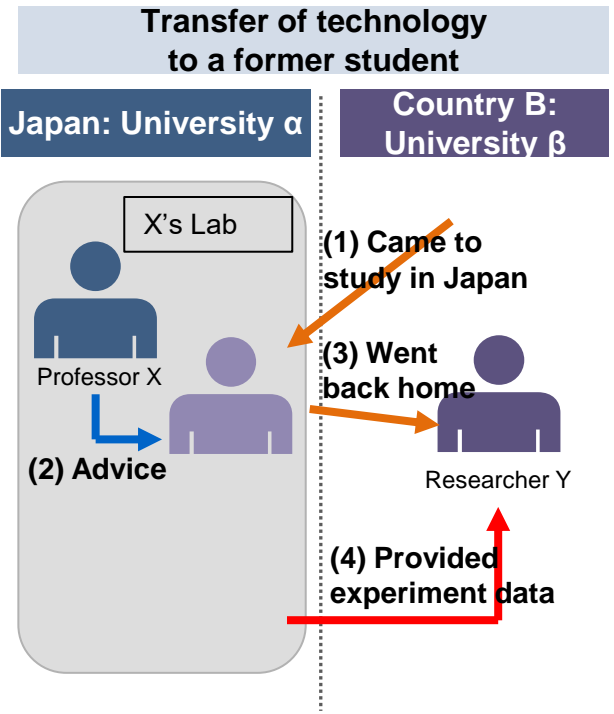 Transfer of technology
to a former student
Japan: University α
Country B:
University β
X’s Lab
(1) Came to
study in Japan
Professor X
(3) Went
back home
(2) Advice
Researcher Y
(4) Provided
experiment data